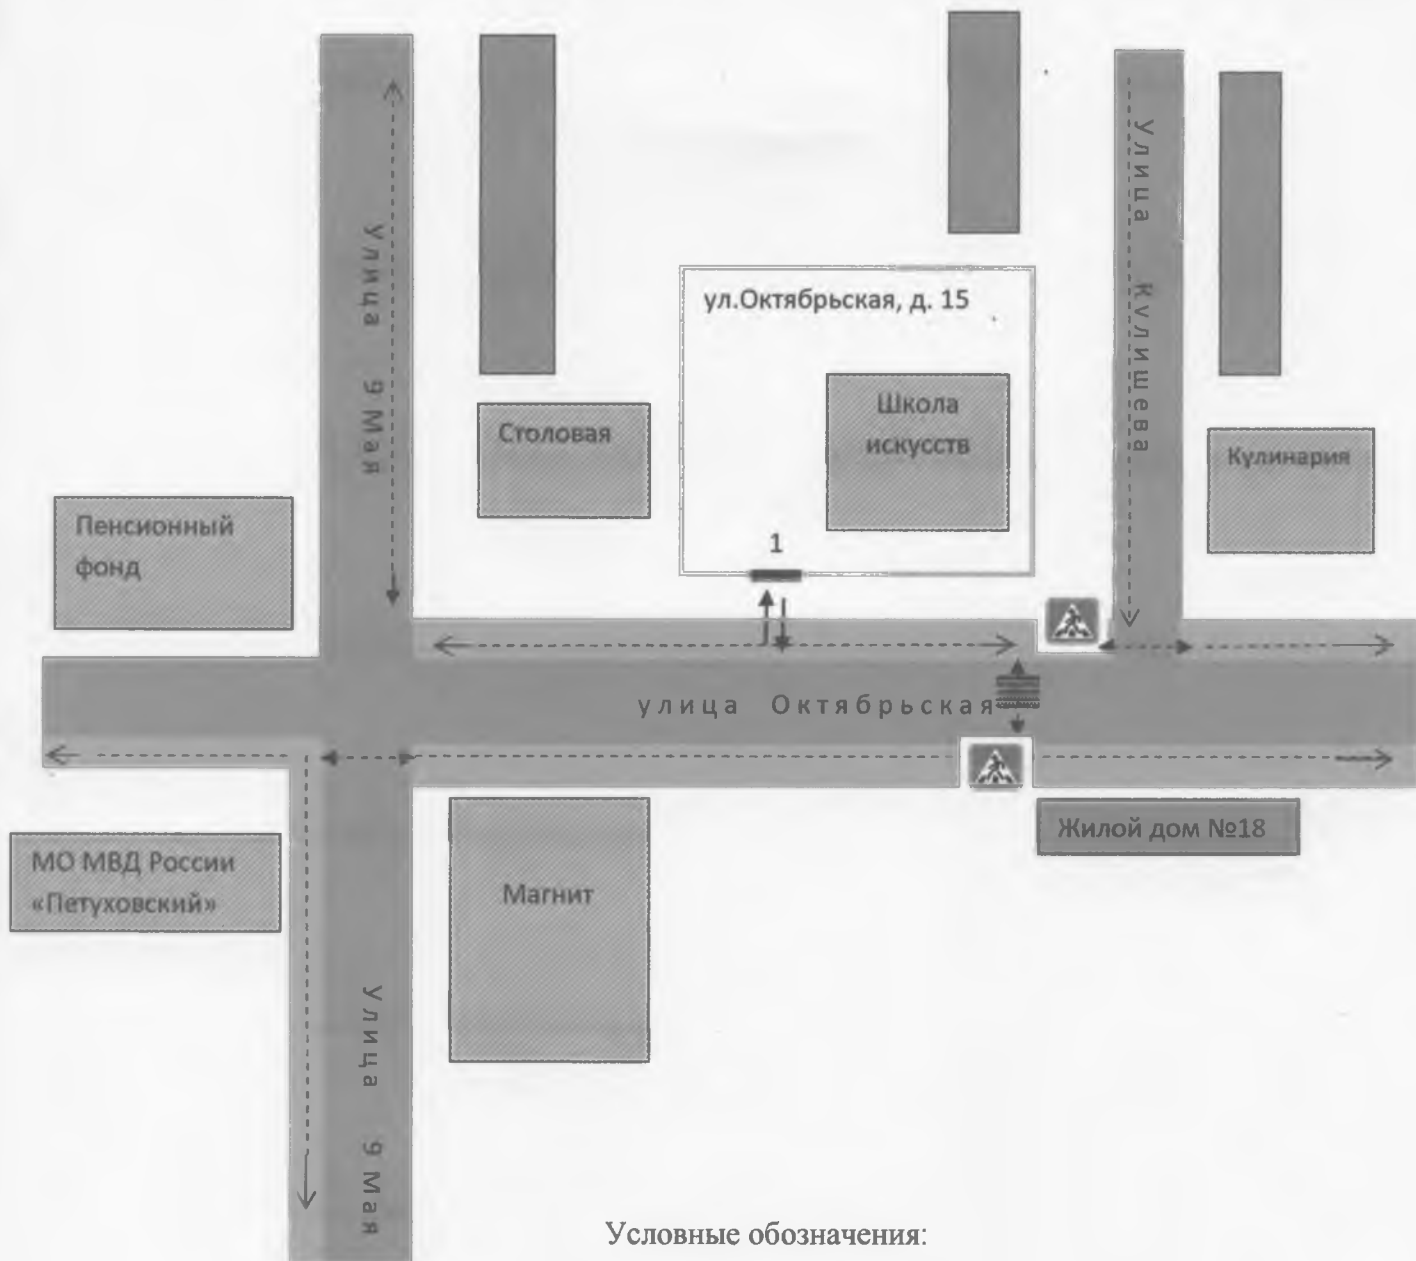 Улица 9 Мая
Улица Кулишева
ул.Октябрьская, д. 15
Школа
искусств
Столовая
Кулинария
Пенсионный
фонд
1
улица Октябрьская
Жилой дом №18
МО МВД России
«Петуховский»
Магнит
Улица 9 Мая
Условные обозначения: